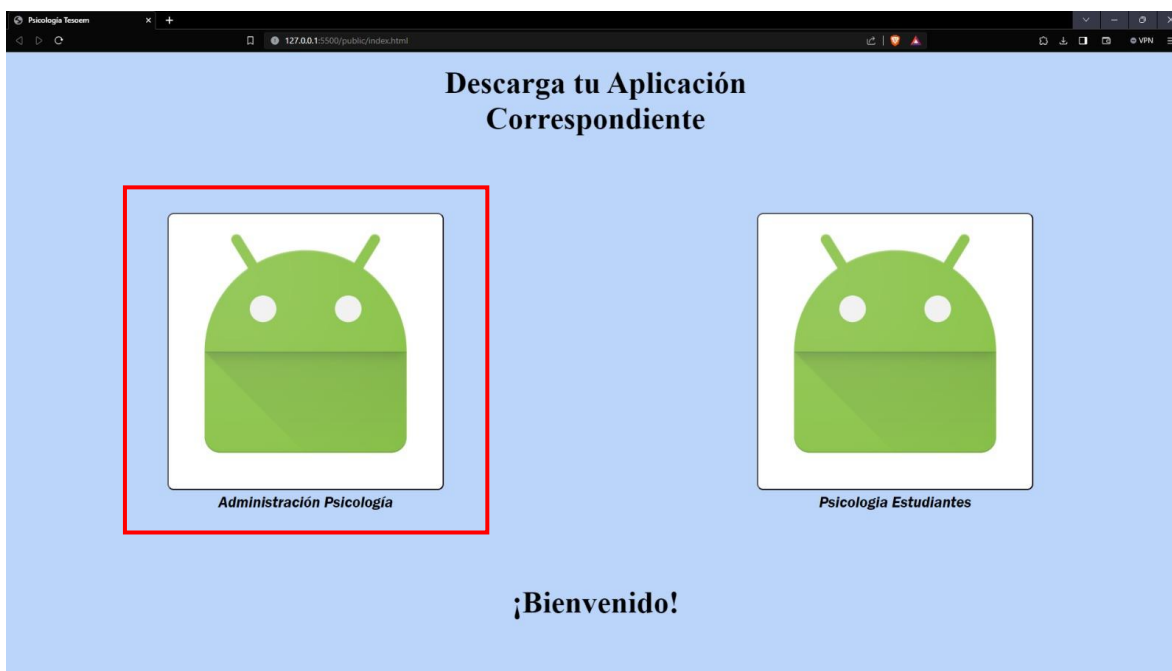 Psicología Tesoem
127.0.0.1:5500/public/index.html
VPN
Descarga tu Aplicación
Correspondiente
Administración Psicología
Psicologia Estudiantes
¡Bienvenido!